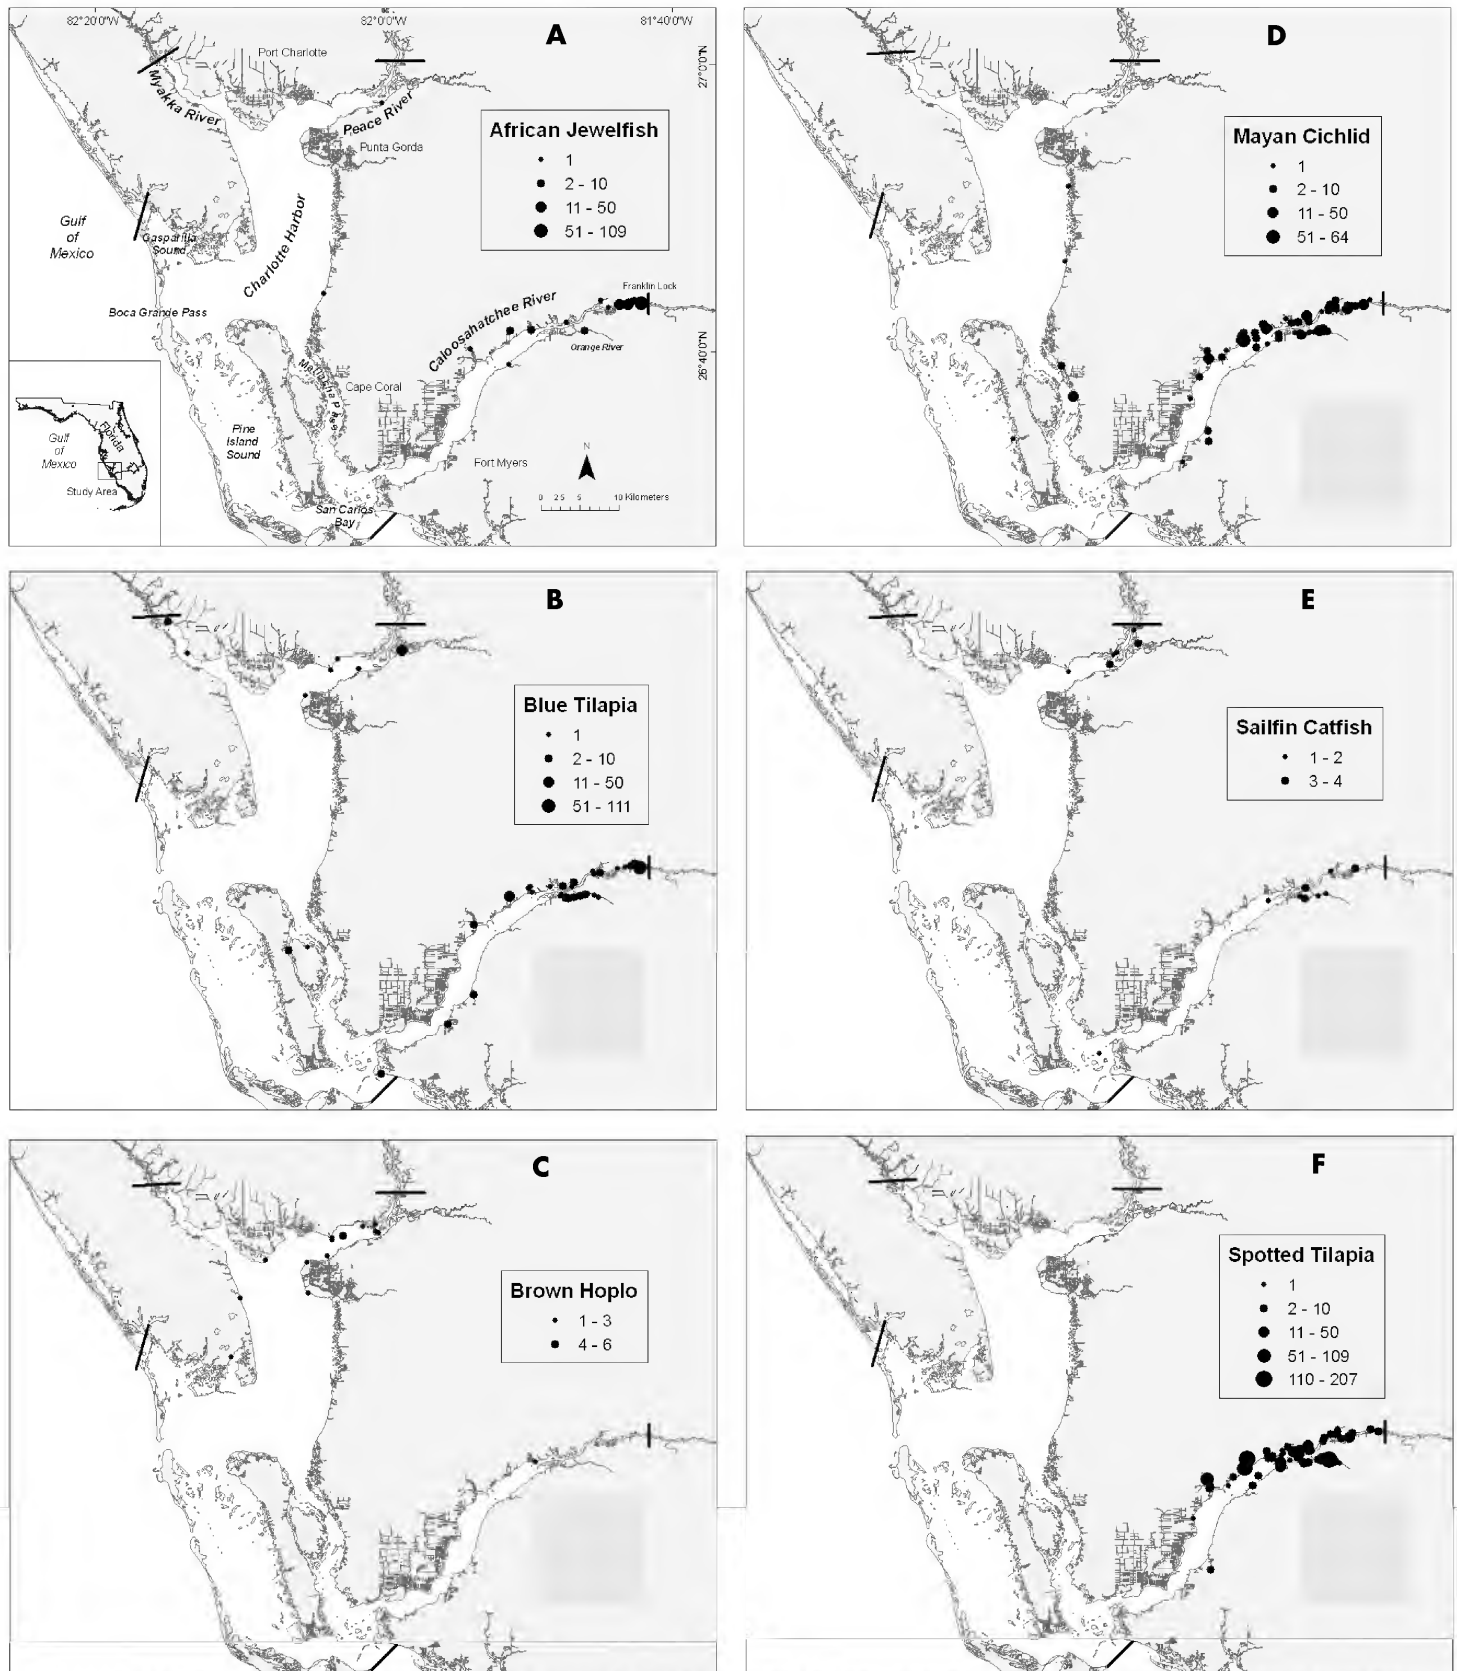 82°20'0"W
82°0'0"W
81°40'0"W
A
Port Charlotte
27°0'0"N
Myakka River
Peace River
Punta Gorda
African Jewelfish
1
2 - 10
11 - 50
51 - 109
Gulf
of
Mexico
Gasparilla
Sound
Charlotte Harbor
Boca Grande Pass
Caloosahatchee River
Franklin Lock
Orange River
26°40'0"N
Matlacha Pass
Cape Coral
Pine
Island
Sound
Fort Myers
N
0 2.5 5 10 Kilometers
San Carlos
Bay
Gulf
of
Mexico
Florida
Study Area
D
Mayan Cichlid
1
2 - 10
11 - 50
51 - 64
B
Blue Tilapia
1
2 - 10
11 - 50
51 - 111
E
Sailfin Catfish
1 - 2
3 - 4
C
Brown Hoplo
1 - 3
4 - 6
F
Spotted Tilapia
1
2 - 10
11 - 50
51 - 109
110 - 207